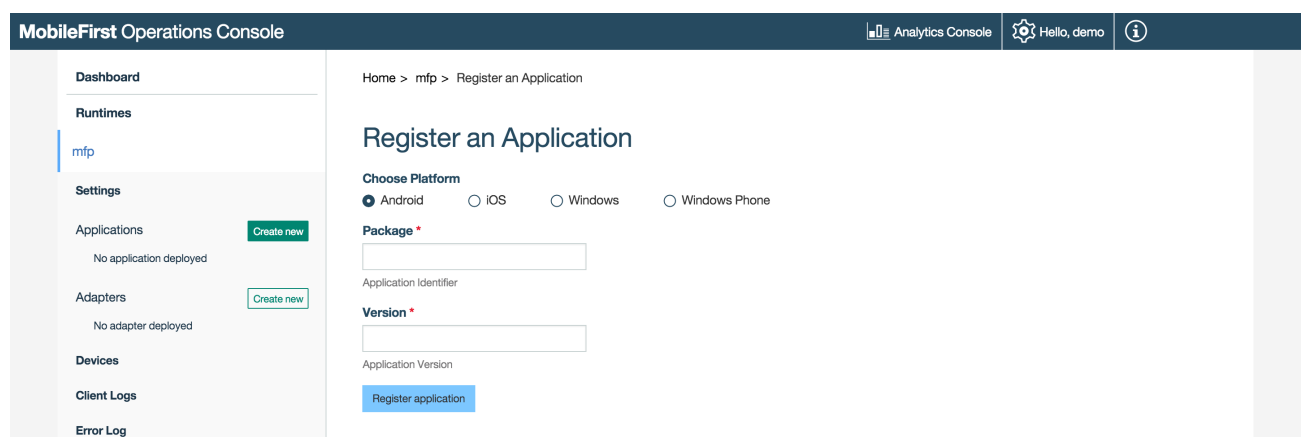 MobileFirst Operations Console
Analytics Console
Hello, demo
Dashboard
Runtimes
mfp
Settings
Applications
Create new
No application deployed
Adapters
Create new
No adapter deployed
Devices
Client Logs
Error Log
Home > mfp > Register an Application
Register an Application
Choose Platform
Android iOS Windows Windows Phone
Package *
Application Identifier
Version *
Application Version
Register application